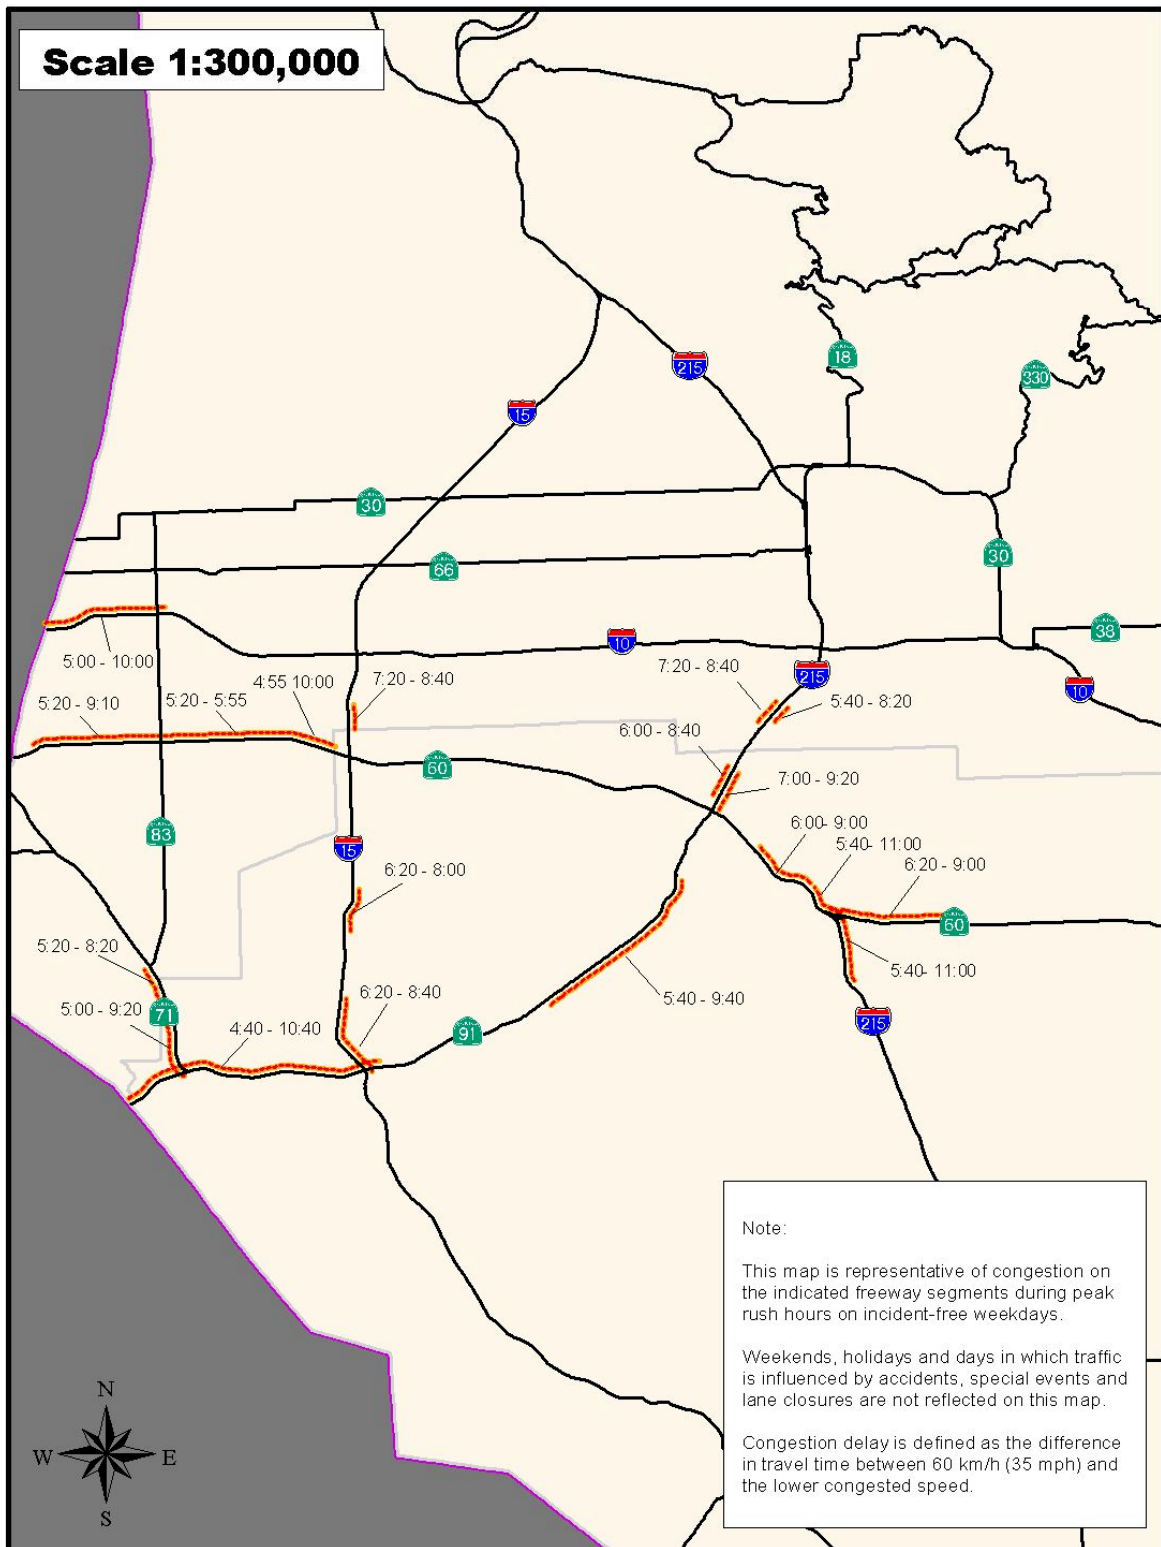 Scale 1:300,000
215
18
330
15
30
66
30
38
10
215
10
5:00 - 10:00
7:20 - 8:40
7:20 - 8:40
4:55 10:00
5:20 - 9:10
5:20 - 5:55
5:40 - 8:20
6:00 - 8:40
60
7:00 - 9:20
83
15
6:00- 9:00
5:40- 11:00
6:20 - 9:00
6:20 - 8:00
60
5:20 - 8:20
5:40- 11:00
6:20 - 8:40
5:40 - 9:40
5:00 - 9:20
71
4:40 - 10:40
91
215
Note:
This map is representative of congestion on
the indicated freeway segments during peak
rush hours on incident-free weekdays.
Weekends, holidays and days in which traffic
is influenced by accidents, special events and
lane closures are not reflected on this map.
Congestion delay is defined as the difference
in travel time between 60 km/h (35 mph) and
the lower congested speed.
N
W E
S